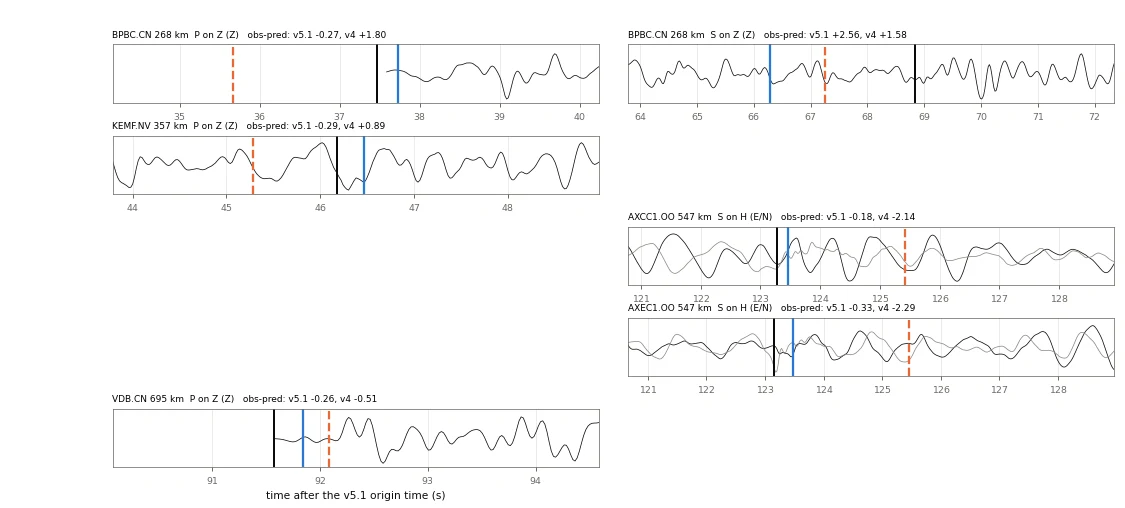 BPBC.CN 268 km  P on Z (Z)   obs-pred: v5.1 -0.27, v4 +1.80
35 36 37 38 39 40
BPBC.CN 268 km  S on Z (Z)   obs-pred: v5.1 +2.56, v4 +1.58
64 65 66 67 68 69 70 71 72
KEMF.NV 357 km  P on Z (Z)   obs-pred: v5.1 -0.29, v4 +0.89
44 45 46 47 48
AXCC1.OO 547 km  S on H (E/N)   obs-pred: v5.1 -0.18, v4 -2.14
121 122 123 124 125 126 127 128
AXEC1.OO 547 km  S on H (E/N)   obs-pred: v5.1 -0.33, v4 -2.29
121 122 123 124 125 126 127 128
VDB.CN 695 km  P on Z (Z)   obs-pred: v5.1 -0.26, v4 -0.51
91 92 93 94
time after the v5.1 origin time (s)